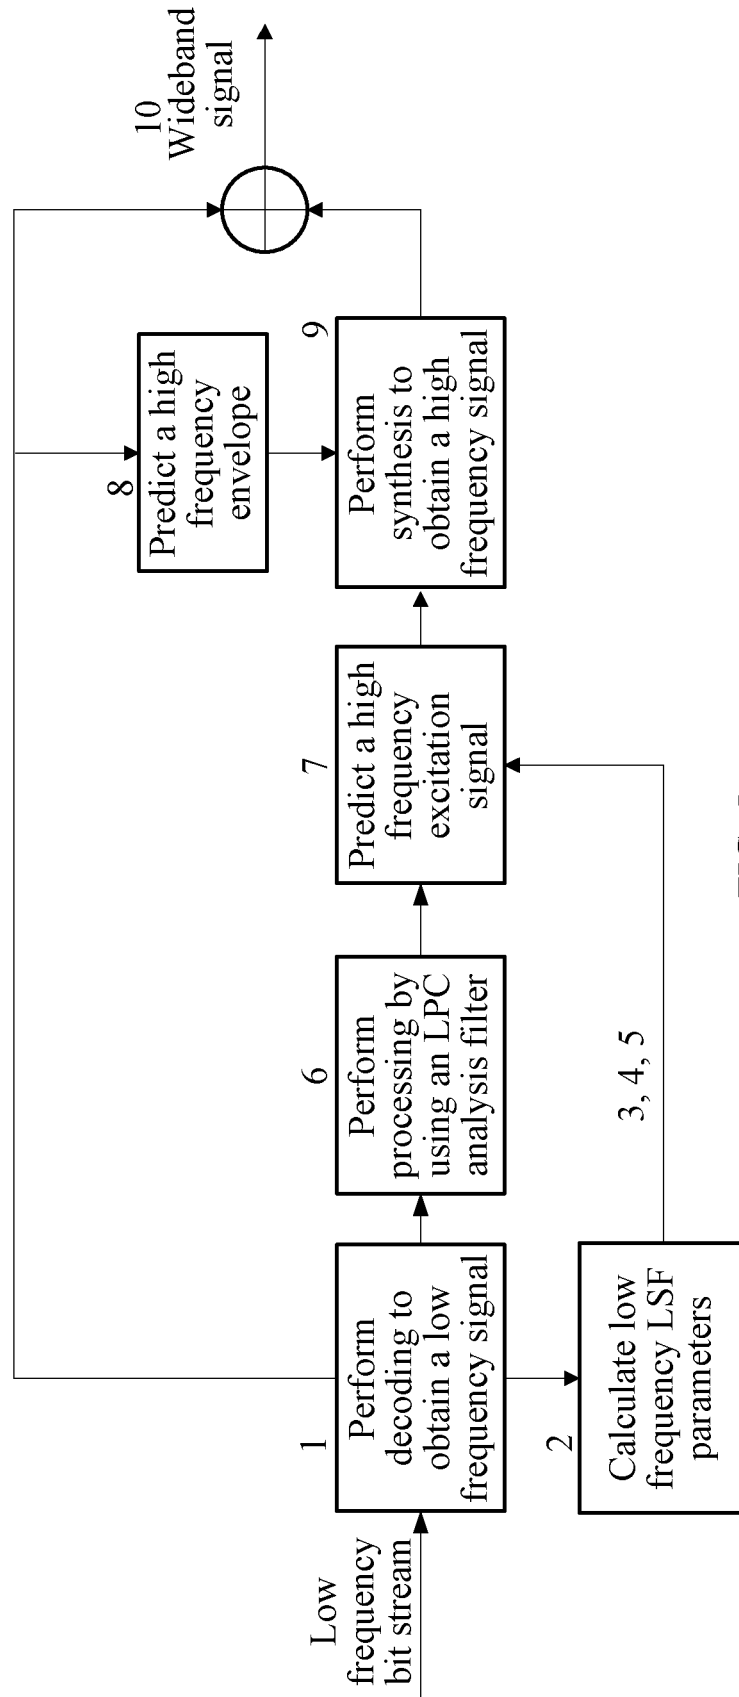 Low
frequency
bit stream
1
Perform
decoding to
obtain a low
frequency signal
2
Calculate low
frequency LSF
parameters
3, 4, 5
6
Perform
processing by
using an LPC
analysis filter
7
Predict a high
frequency
excitation
signal
8
Predict a high
frequency
envelope
9
Perform
synthesis to
obtain a high
frequency signal
10
Wideband
signal